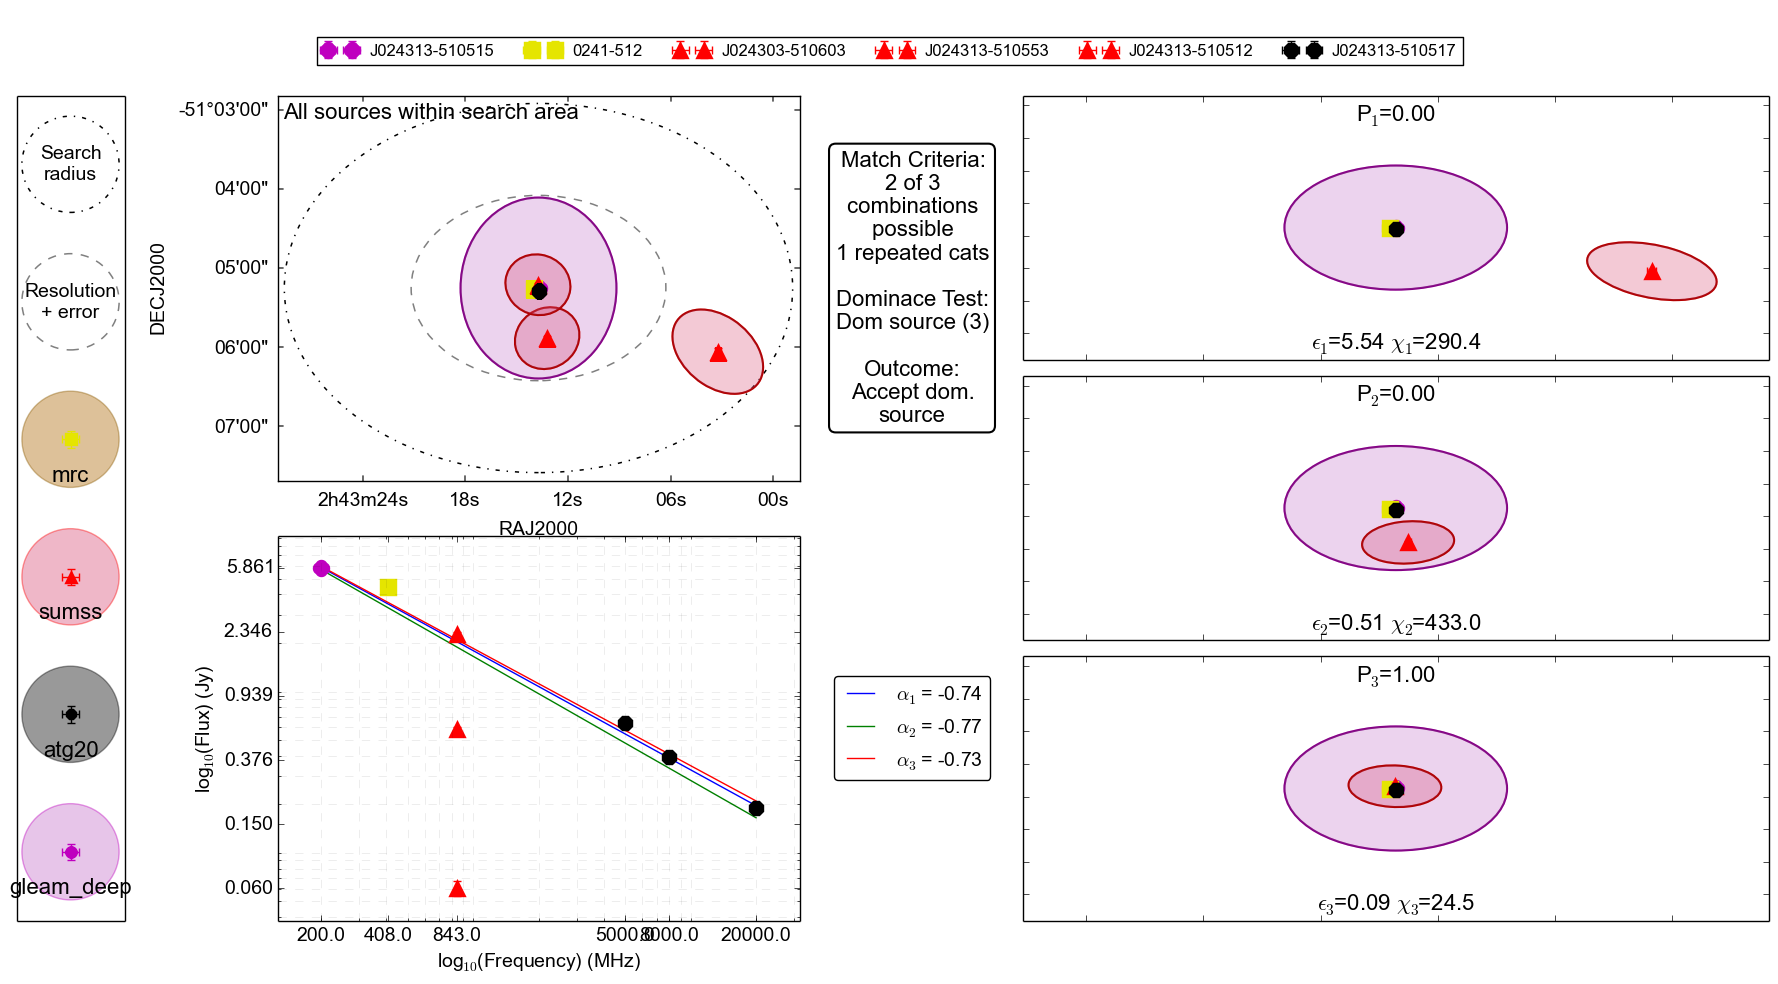 J024313-510515 0241-512 J024303-510603 J024313-510553 J024313-510512 J024313-510517
Search
radius
Resolution
+ error
mrc
sumss
atg20
gleam_deep
All sources within search area
DECJ2000
-51°03'00"
04'00"
05'00"
06'00"
07'00"
2h43m24s 18s 12s 06s 00s
RAJ2000
Match Criteria:
2 of 3
combinations
possible
1 repeated cats
Dominace Test:
Dom source (3)
Outcome:
Accept dom.
source
log₁₀(Flux) (Jy)
5.861
2.346
0.939
0.376
0.150
0.060
200.0 408.0 843.0 5000.0 8000.0 20000.0
log₁₀(Frequency) (MHz)
α₁ = -0.74
α₂ = -0.77
α₃ = -0.73
P₁=0.00
ϵ₁=5.54 χ₁=290.4
P₂=0.00
ϵ₂=0.51 χ₂=433.0
P₃=1.00
ϵ₃=0.09 χ₃=24.5